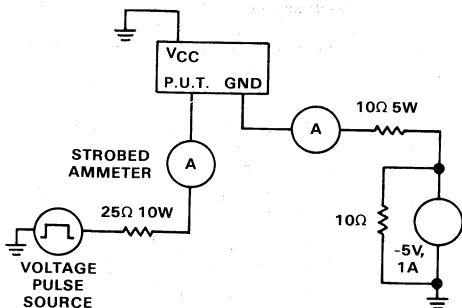 VCC
P.U.T. GND
A
10Ω 5W
STROBED
AMMETER
A
25Ω 10W
10Ω
-5V,
1A
VOLTAGE
PULSE
SOURCE